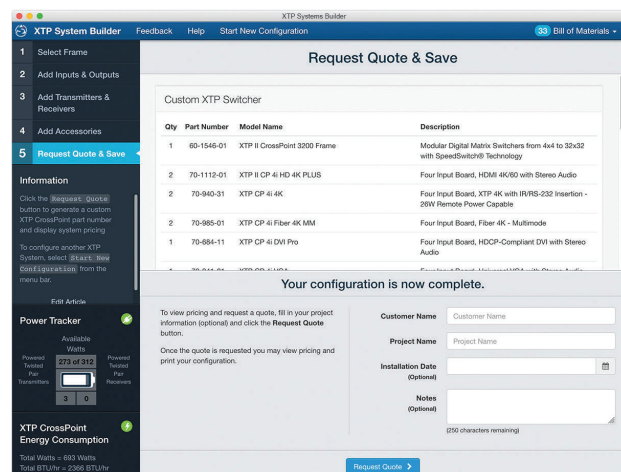 XTP Systems Builder
XTP System Builder
Feedback
Help
Start New Configuration
33 Bill of Materials
1 Select Frame
2 Add Inputs & Outputs
3 Add Transmitters &
Receivers
4 Add Accessories
5 Request Quote & Save
Information
Click the Request Quote
button to generate a custom
XTP CrossPoint part number
and display system pricing
To configure another XTP
System, select Start New
Configuration from the
menu bar.
Edit Article
Power Tracker
Available
Watts
Powered
Twisted
Pair
Transmitters
273 of 312
Powered
Twisted
Pair
Receivers
3 0
XTP CrossPoint
Energy Consumption
Total Watts = 693 Watts
Total BTU/hr = 2366 BTU/hr
Request Quote & Save
Custom XTP Switcher
Qty Part Number Model Name Description
1 60-1546-01 XTP II CrossPoint 3200 Frame Modular Digital Matrix Switchers from 4x4 to 32x32
with SpeedSwitch® Technology
2 70-1112-01 XTP II CP 4i HD 4K PLUS Four Input Board, HDMI 4K/60 with Stereo Audio
2 70-940-31 XTP CP 4i 4K Four Input Board, XTP 4K with IR/RS-232 Insertion -
26W Remote Power Capable
2 70-985-01 XTP CP 4i Fiber 4K MM Four Input Board, Fiber 4K - Multimode
1 70-684-11 XTP CP 4i DVI Pro Four Input Board, HDCP-Compliant DVI with Stereo
Audio
Your configuration is now complete.
To view pricing and request a quote, fill in your project
information (optional) and click the Request Quote
button.
Once the quote is requested you may view pricing and
print your configuration.
Customer Name
Customer Name
Project Name
Project Name
Installation Date
(Optional)
Notes
(Optional)
(250 characters remaining)
Request Quote